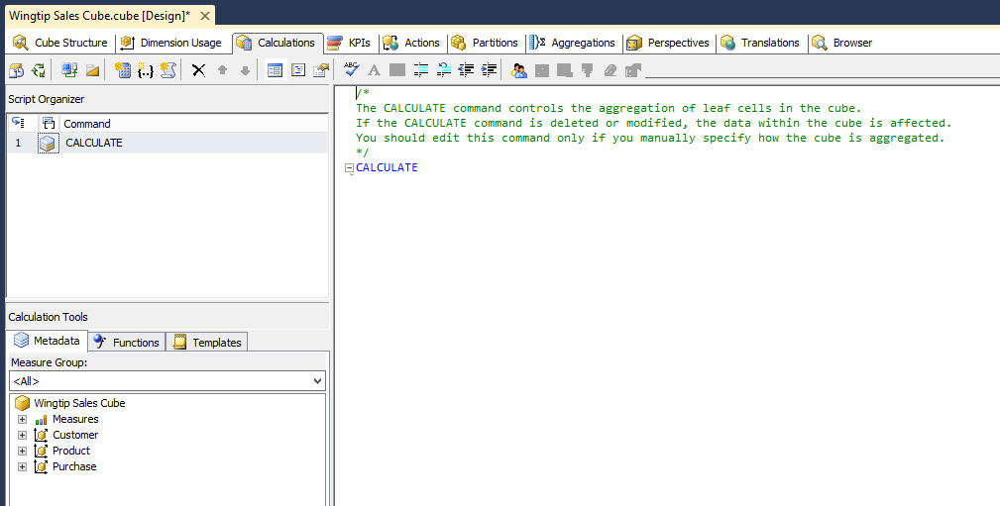 Wingtip Sales Cube.cube [Design]*
Cube Structure Dimension Usage Calculations KPIs Actions Partitions Aggregations Perspectives Translations Browser
ABC A
Script Organizer
Command
1 CALCULATE
/*
The CALCULATE command controls the aggregation of leaf cells in the cube.
If the CALCULATE command is deleted or modified, the data within the cube is affected.
You should edit this command only if you manually specify how the cube is aggregated.
*/
CALCULATE
Calculation Tools
Metadata Functions Templates
Measure Group:
<All>
Wingtip Sales Cube
Measures
Customer
Product
Purchase